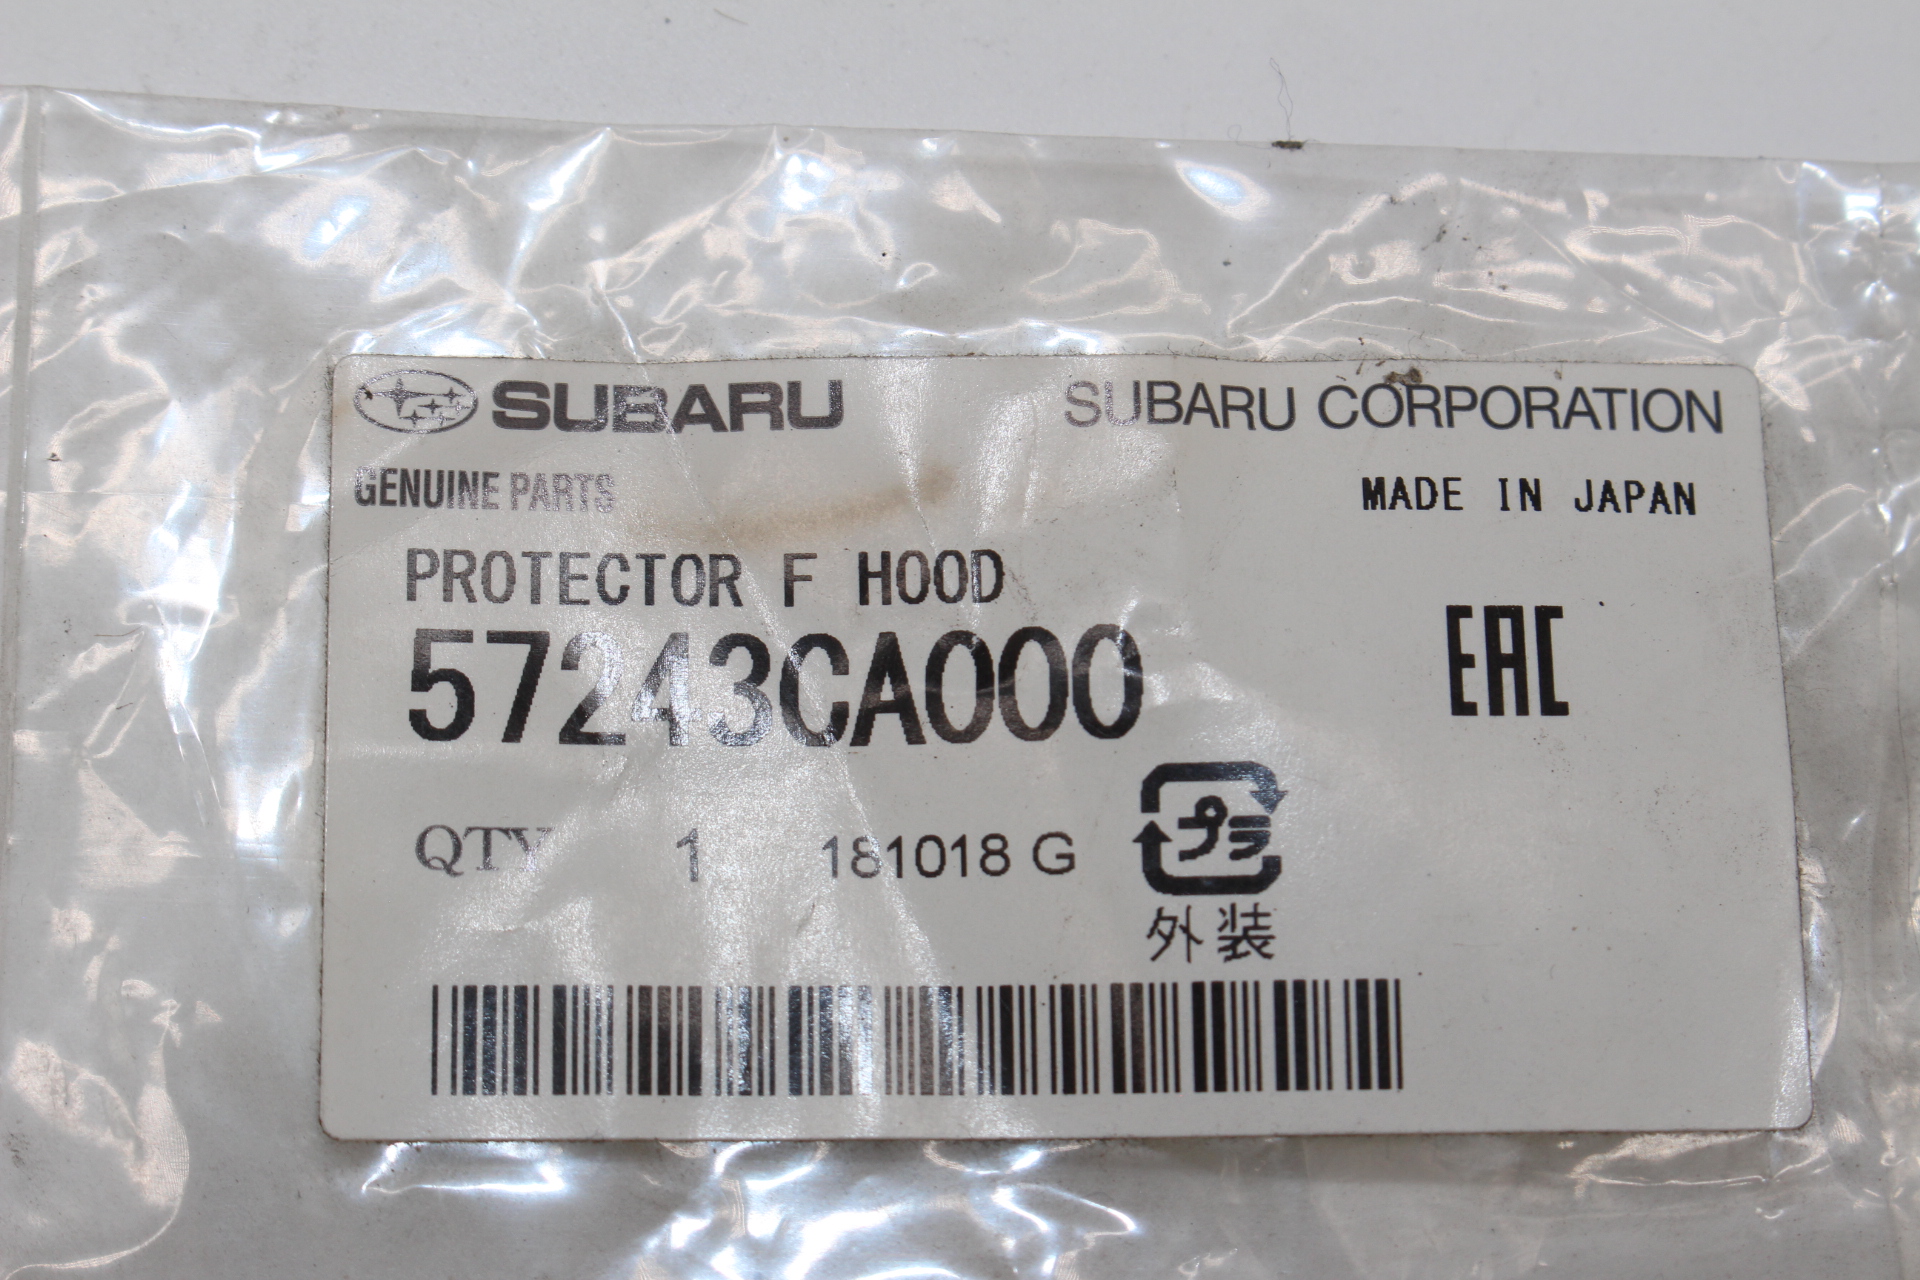 SUBARU SUBARU CORPORATION
GENUINE PARTS MADE IN JAPAN
PROTECTOR F HOOD
57243CA000 EAC
QTY 1 181018 G プラ
外装